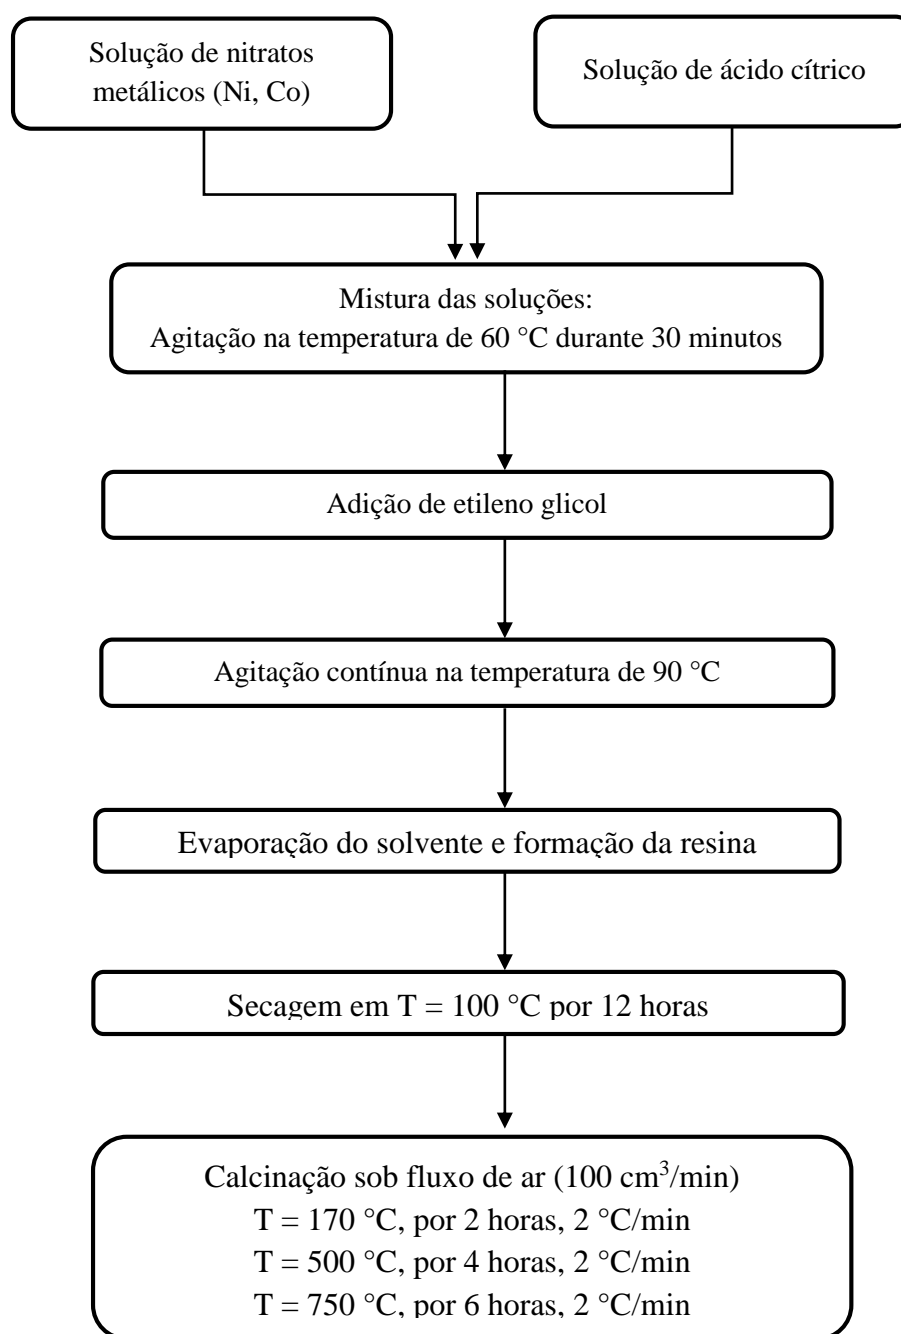 Solução de nitratos
metálicos (Ni, Co)
Solução de ácido cítrico
Mistura das soluções:
Agitação na temperatura de 60 °C durante 30 minutos
Adição de etileno glicol
Agitação contínua na temperatura de 90 °C
Evaporação do solvente e formação da resina
Secagem em T = 100 °C por 12 horas
Calcinação sob fluxo de ar (100 cm³/min)
T = 170 °C, por 2 horas, 2 °C/min
T = 500 °C, por 4 horas, 2 °C/min
T = 750 °C, por 6 horas, 2 °C/min